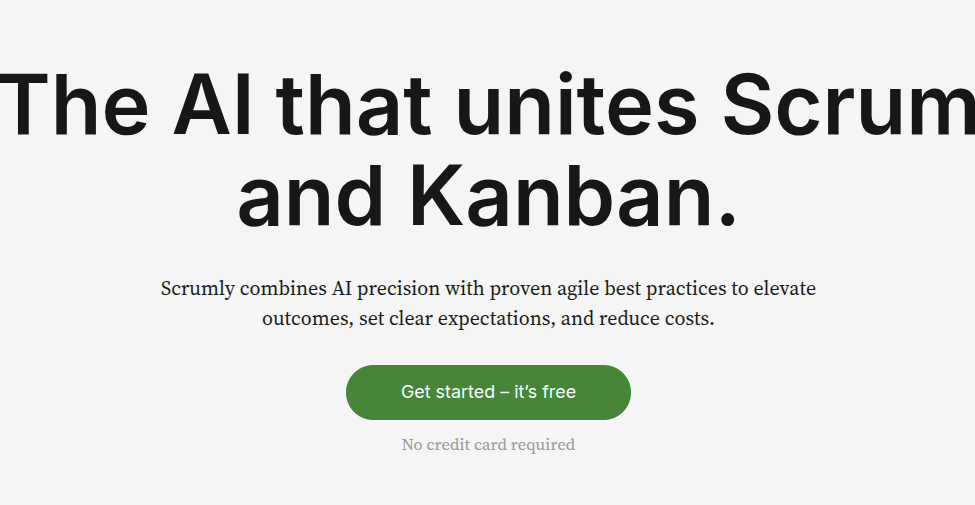 The AI that unites Scrum
and Kanban.
Scrumly combines AI precision with proven agile best practices to elevate
outcomes, set clear expectations, and reduce costs.
Get started – it’s free
No credit card required